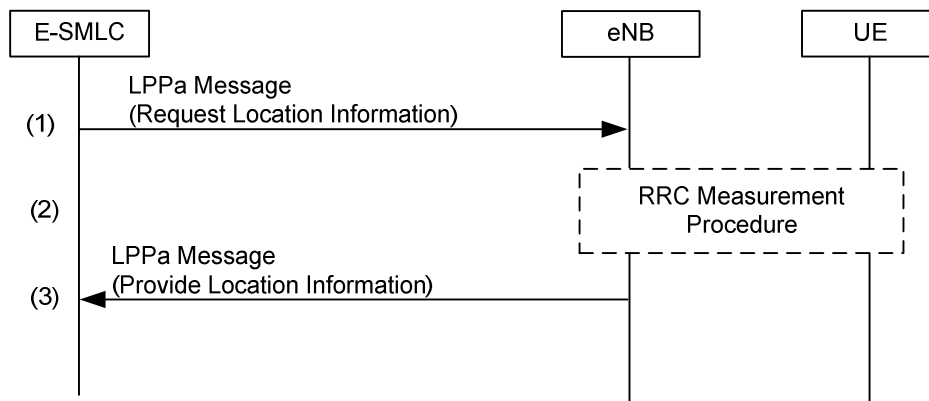 E-SMLC
eNB
UE
LPPa Message
(Request Location Information)
(1)
RRC Measurement
Procedure
(2)
LPPa Message
(Provide Location Information)
(3)